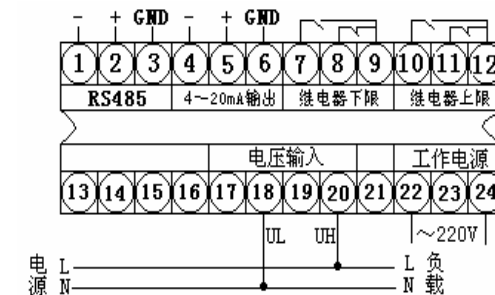 − + GND − + GND
1 2 3 4 5 6 7 8 9 10 11 12
RS485 4--20mA输出 继电器下限 继电器上限
电压输入 工作电源
13 14 15 16 17 18 19 20 21 22 23 24
UL UH ～220V
电 L L 负
源 N N 载